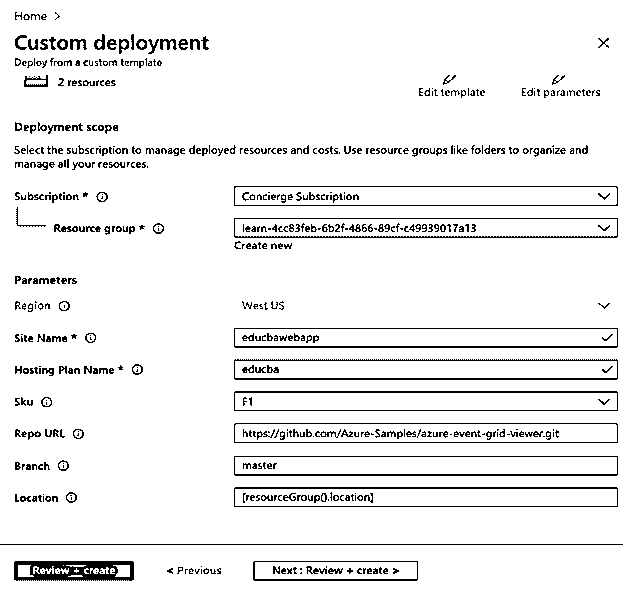 Home >
Custom deployment
Deploy from a custom template
2 resources
Edit template
Edit parameters
Deployment scope
Select the subscription to manage deployed resources and costs. Use resource groups like folders to organize and
manage all your resources.
Subscription * Concierge Subscription
Resource group * learn-4cc83feb-6b2f-4866-89cf-c49939017a13
Create new
Parameters
Region West US
Site Name * educbawebapp
Hosting Plan Name * educba
Sku F1
Repo URL https://github.com/Azure-Samples/azure-event-grid-viewer.git
Branch master
Location [resourceGroup().location]
Review + create < Previous Next : Review + create >